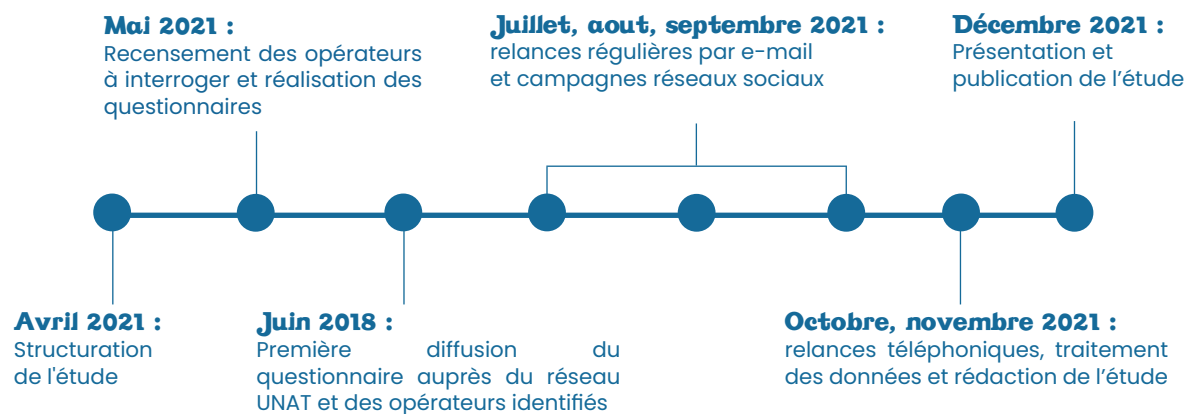 Mai 2021 :
Recensement des opérateurs
à interroger et réalisation des
questionnaires
Juillet, aout, septembre 2021 :
relances régulières par e-mail
et campagnes réseaux sociaux
Décembre 2021 :
Présentation et
publication de l’étude
Avril 2021 :
Structuration
de l'étude
Juin 2018 :
Première diffusion du
questionnaire auprès du réseau
UNAT et des opérateurs identifiés
Octobre, novembre 2021 :
relances téléphoniques, traitement
des données et rédaction de l’étude